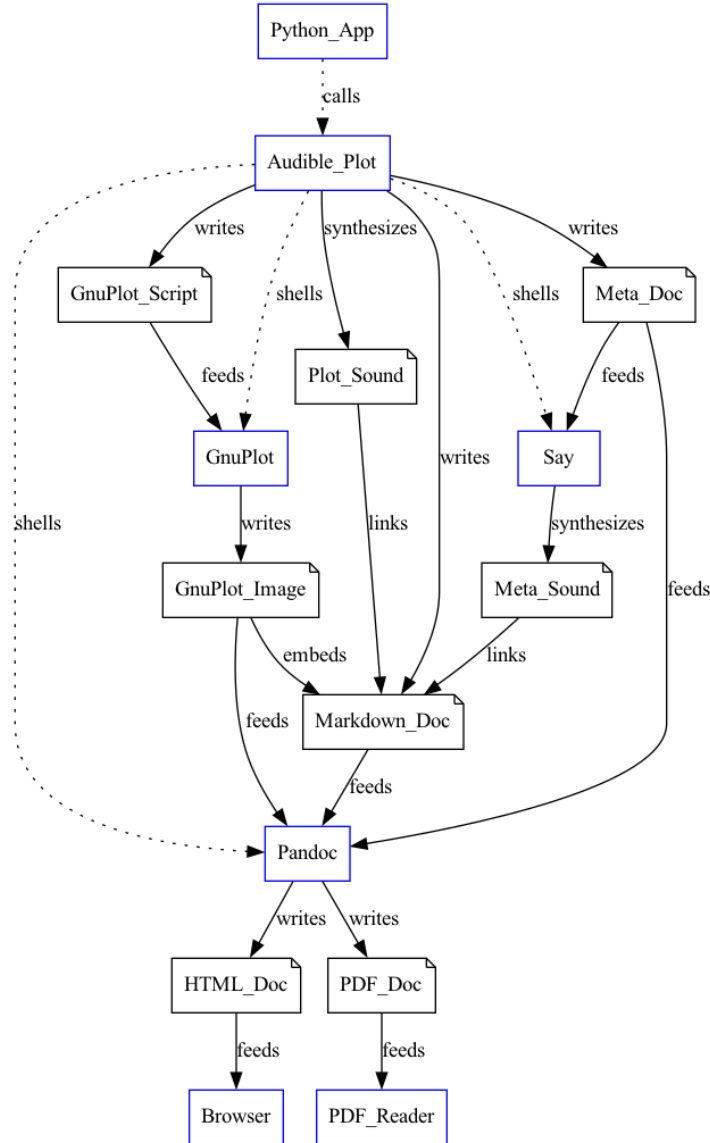 Python_App
calls
Audible_Plot
writes
synthesizes
writes
GnuPlot_Script
shells
shells
Meta_Doc
feeds
Plot_Sound
feeds
GnuPlot
writes
Say
shells
writes
links
synthesizes
GnuPlot_Image
Meta_Sound
feeds
embeds
links
feeds
Markdown_Doc
feeds
Pandoc
writes
writes
HTML_Doc
PDF_Doc
feeds
feeds
Browser
PDF_Reader